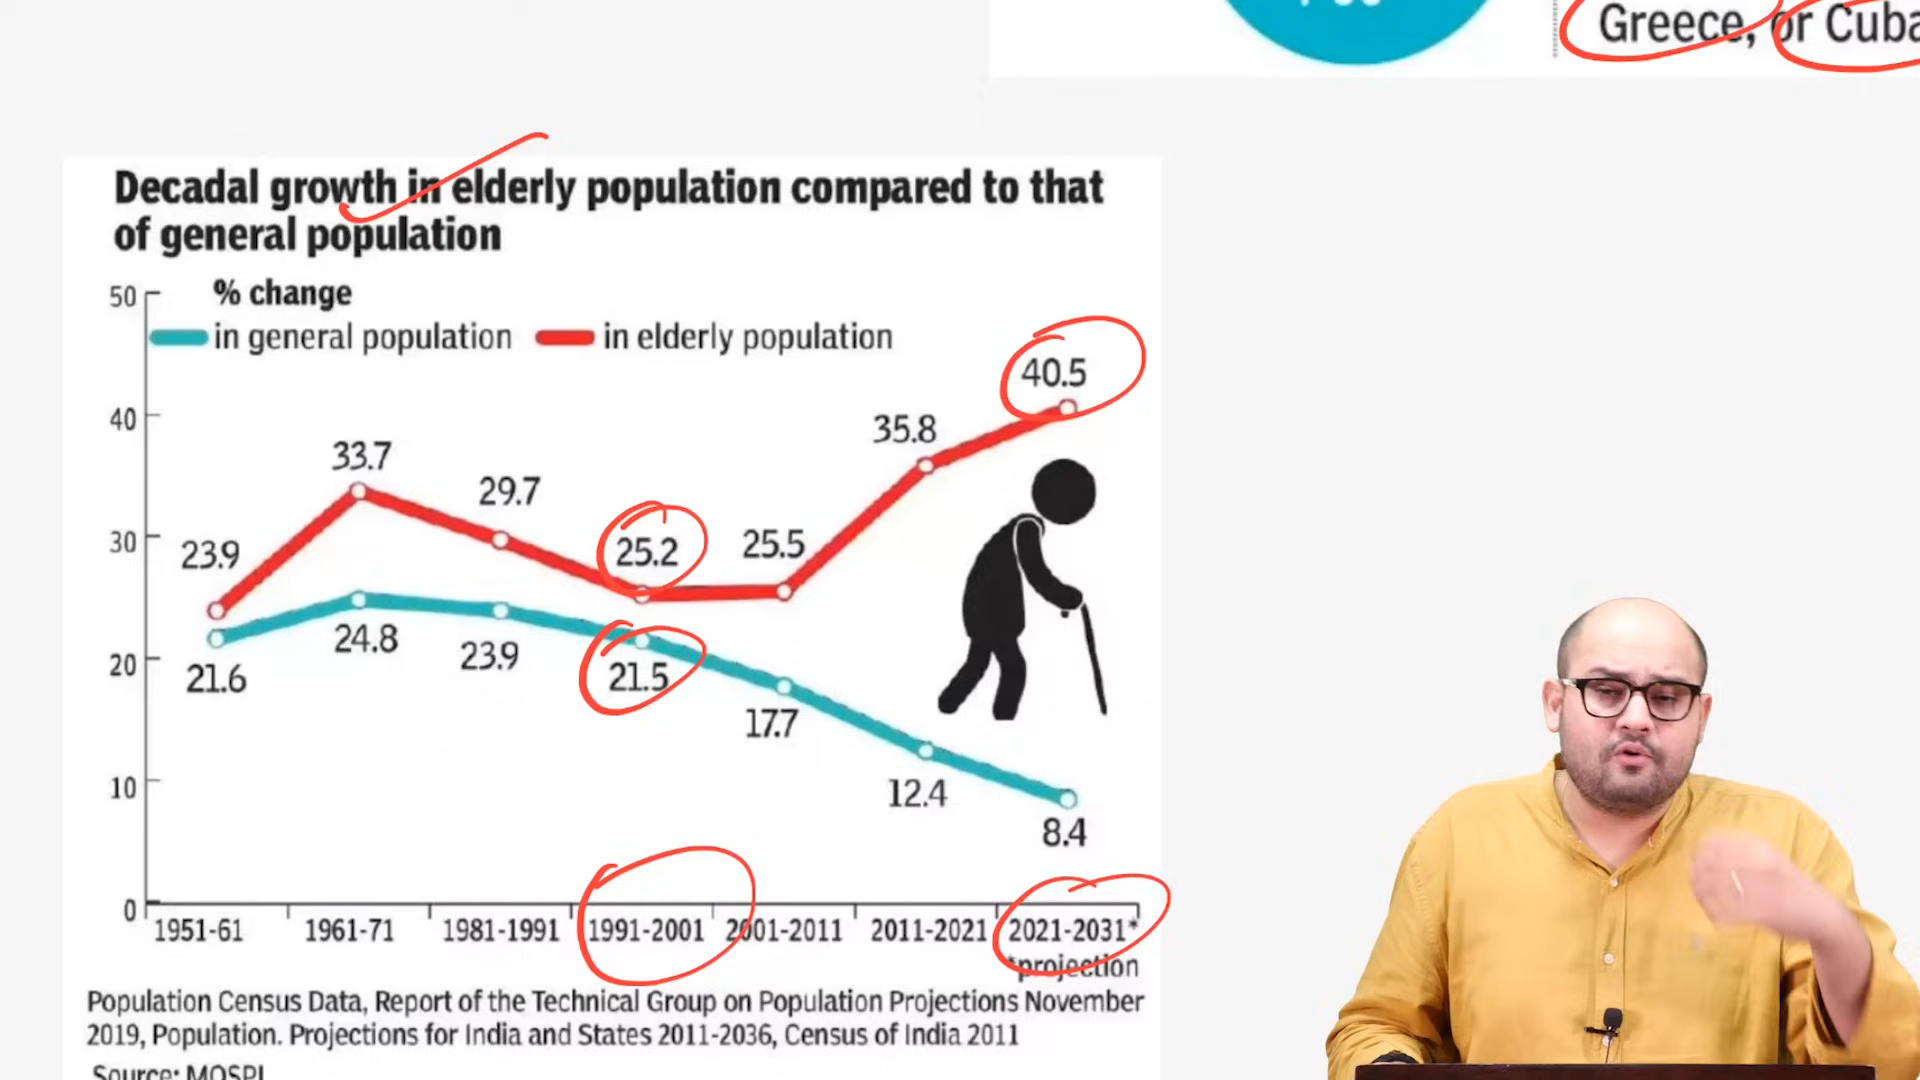 Greece, or Cuba
Decadal growth in elderly population compared to that
of general population
% change
in general population
in elderly population
50
40
30
20
10
0
23.9
33.7
29.7
25.2
25.5
35.8
40.5
21.6
24.8
23.9
21.5
17.7
12.4
8.4
1951-61 1961-71 1981-1991 1991-2001 2001-2011 2011-2021 2021-2031*
*projection
Population Census Data, Report of the Technical Group on Population Projections November
2019, Population. Projections for India and States 2011-2036, Census of India 2011
Source: MOSPI